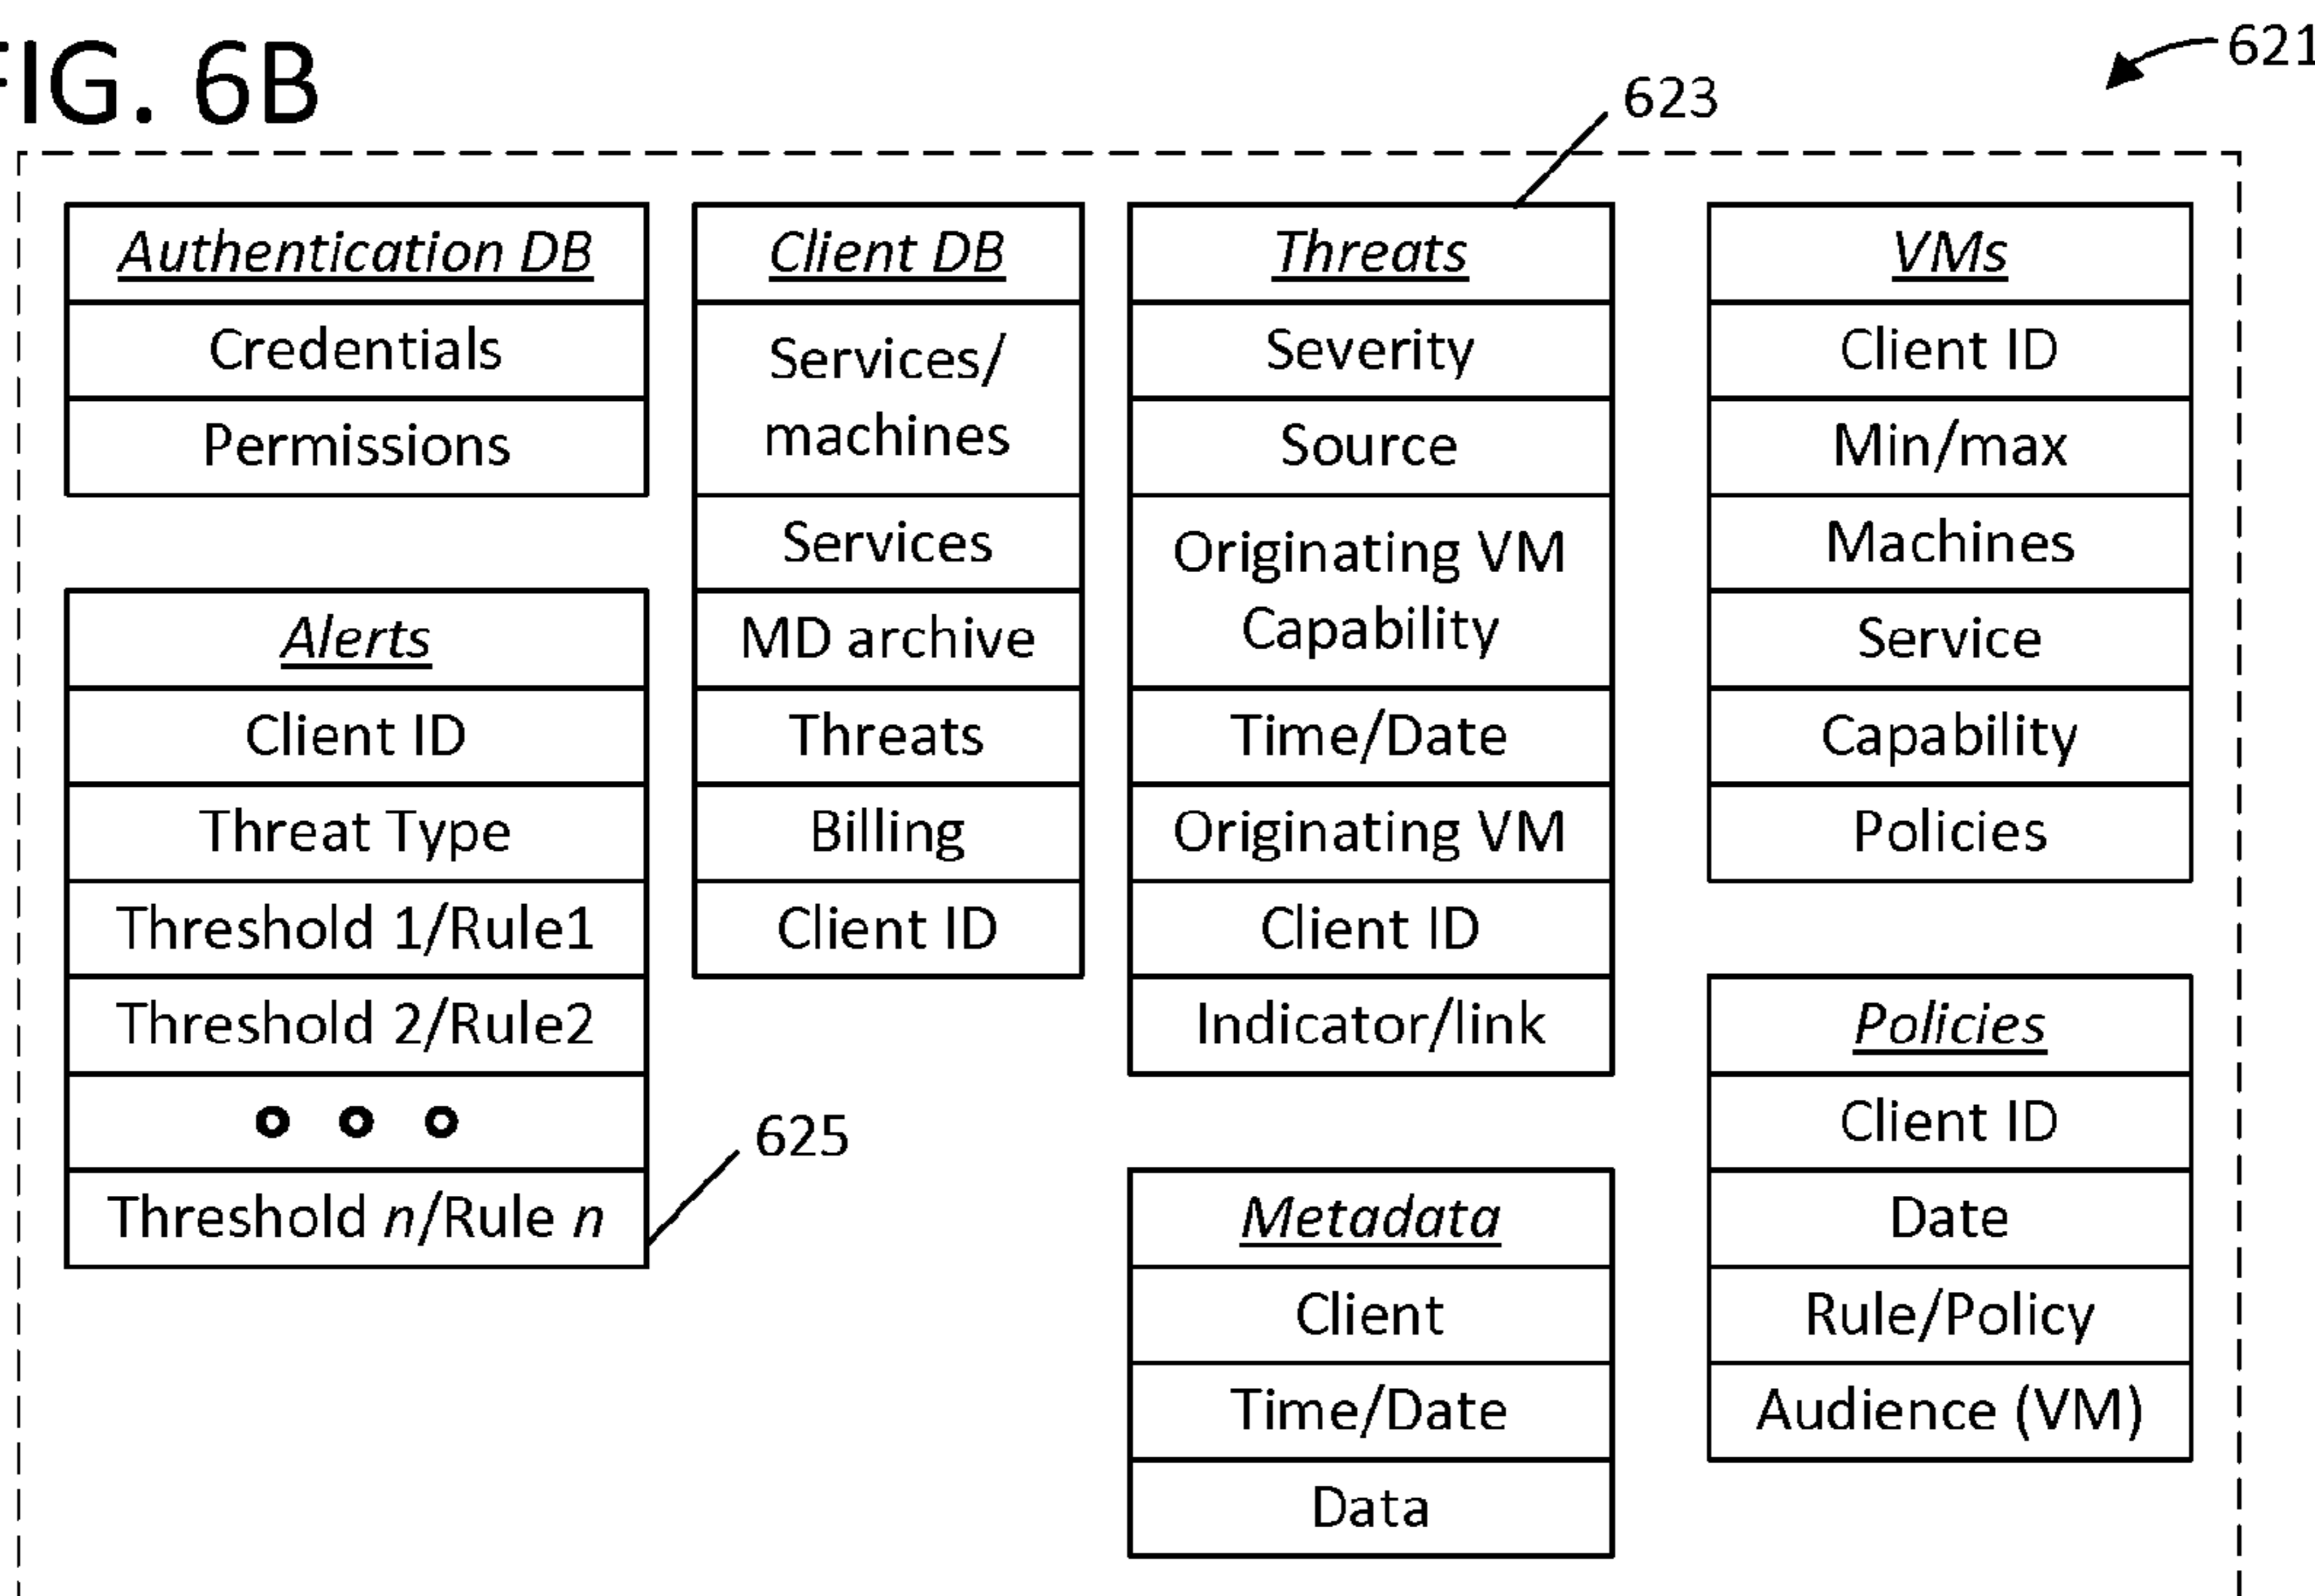 FIG. 6B
621
623
Authentication DB
Credentials
Permissions
Alerts
Client ID
Threat Type
Threshold 1/Rule1
Threshold 2/Rule2
Threshold n/Rule n
625
Client DB
Services/
machines
Services
MD archive
Threats
Billing
Client ID
Threats
Severity
Source
Originating VM
Capability
Time/Date
Originating VM
Client ID
Indicator/link
Metadata
Client
Time/Date
Data
VMs
Client ID
Min/max
Machines
Service
Capability
Policies
Policies
Client ID
Date
Rule/Policy
Audience (VM)